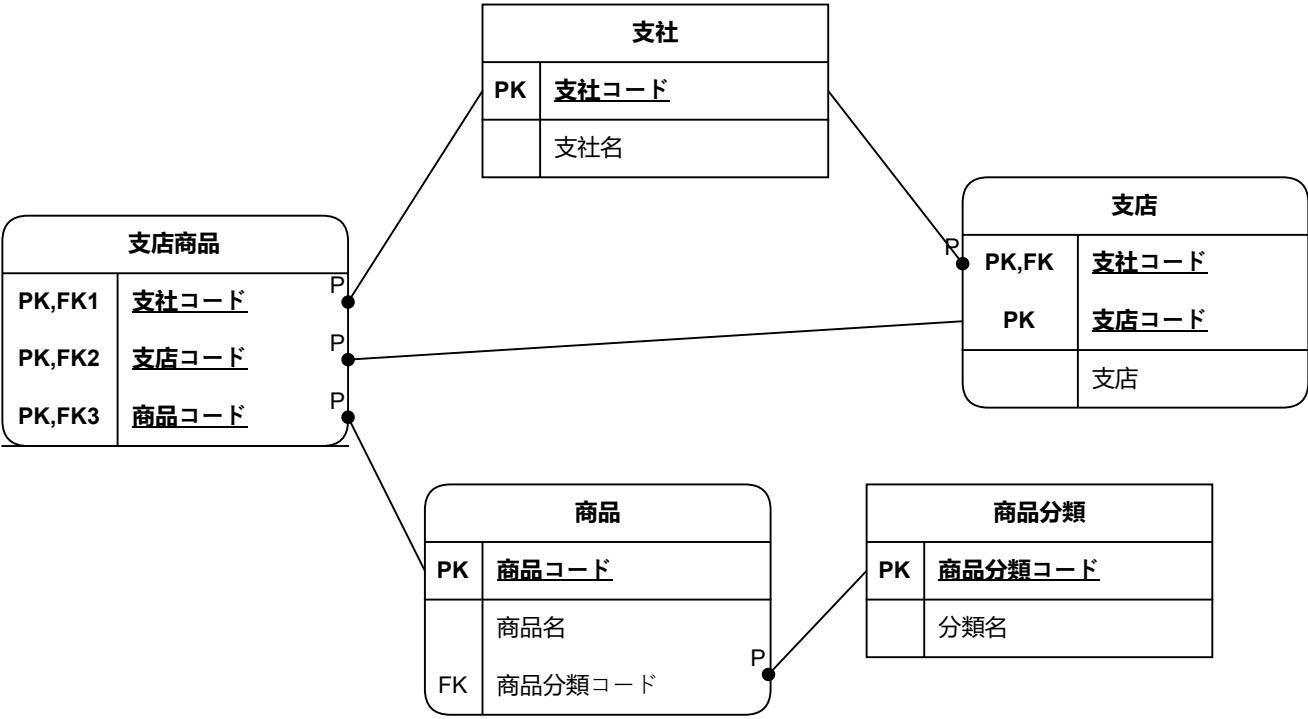 支社
PK 支社コード
支社名
支店
P
PK,FK 支社コード
PK 支店コード
支店
支店商品
P
PK,FK1 支社コード
P
PK,FK2 支店コード
P
PK,FK3 商品コード
商品
PK 商品コード
商品名
P
FK 商品分類コード
商品分類
PK 商品分類コード
分類名